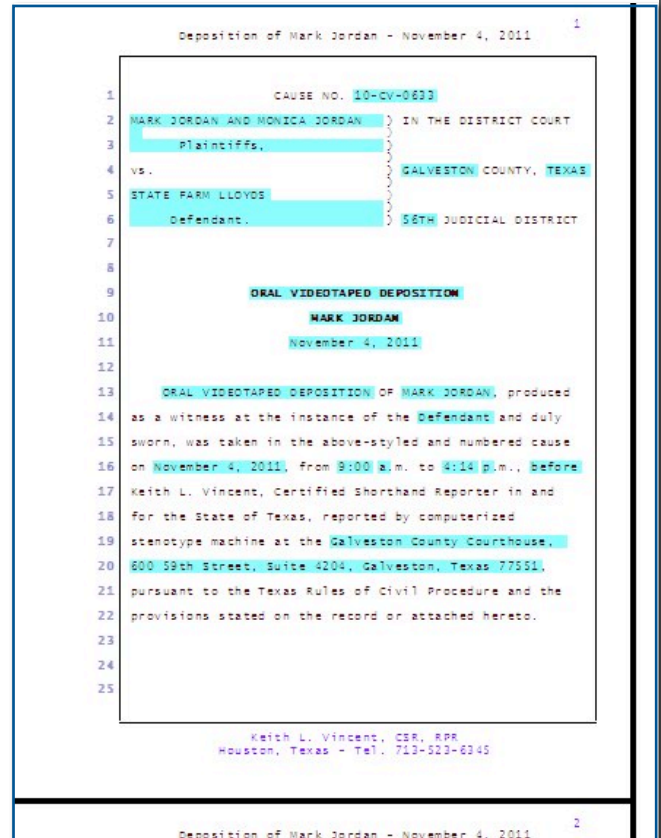 1
Deposition of Mark Jordan - November 4, 2011
1 CAUSE NO. 10-CV-0633
2 MARK JORDAN AND MONICA JORDAN ) IN THE DISTRICT COURT
)
3 Plaintiffs, )
)
4 vs. ) GALVESTON COUNTY, TEXAS
)
5 STATE FARM LLOYDS )
)
6 Defendant. ) 56TH JUDICIAL DISTRICT
7
8
9 ORAL VIDEOTAPED DEPOSITION
10 MARK JORDAN
11 November 4, 2011
12
13 ORAL VIDEOTAPED DEPOSITION OF MARK JORDAN, produced
14 as a witness at the instance of the Defendant and duly
15 sworn, was taken in the above-styled and numbered cause
16 on November 4, 2011, from 9:00 a.m. to 4:14 p.m., before
17 Keith L. Vincent, Certified Shorthand Reporter in and
18 for the State of Texas, reported by computerized
19 stenotype machine at the Galveston County Courthouse,
20 600 59th Street, Suite 4204, Galveston, Texas 77551,
21 pursuant to the Texas Rules of Civil Procedure and the
22 provisions stated on the record or attached hereto.
23
24
25
Keith L. Vincent, CSR, RPR
Houston, Texas - Tel. 713-523-6345
2
Deposition of Mark Jordan - November 4, 2011